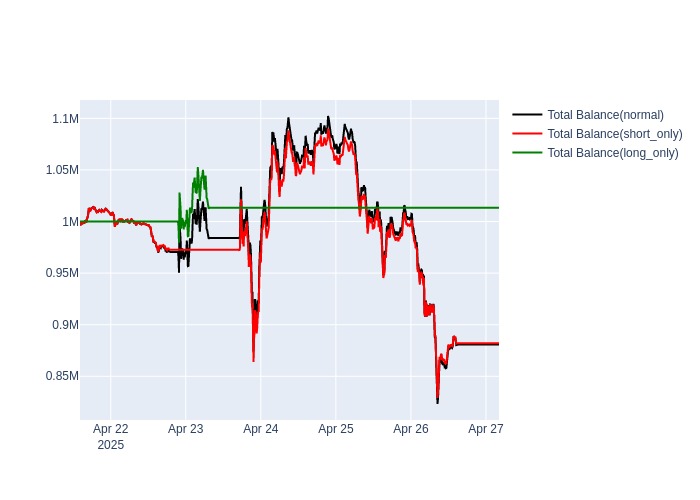 1.1M
1.05M
1M
0.95M
0.9M
0.85M
Apr 22
2025
Apr 23
Apr 24
Apr 25
Apr 26
Apr 27
Total Balance(normal)
Total Balance(short_only)
Total Balance(long_only)